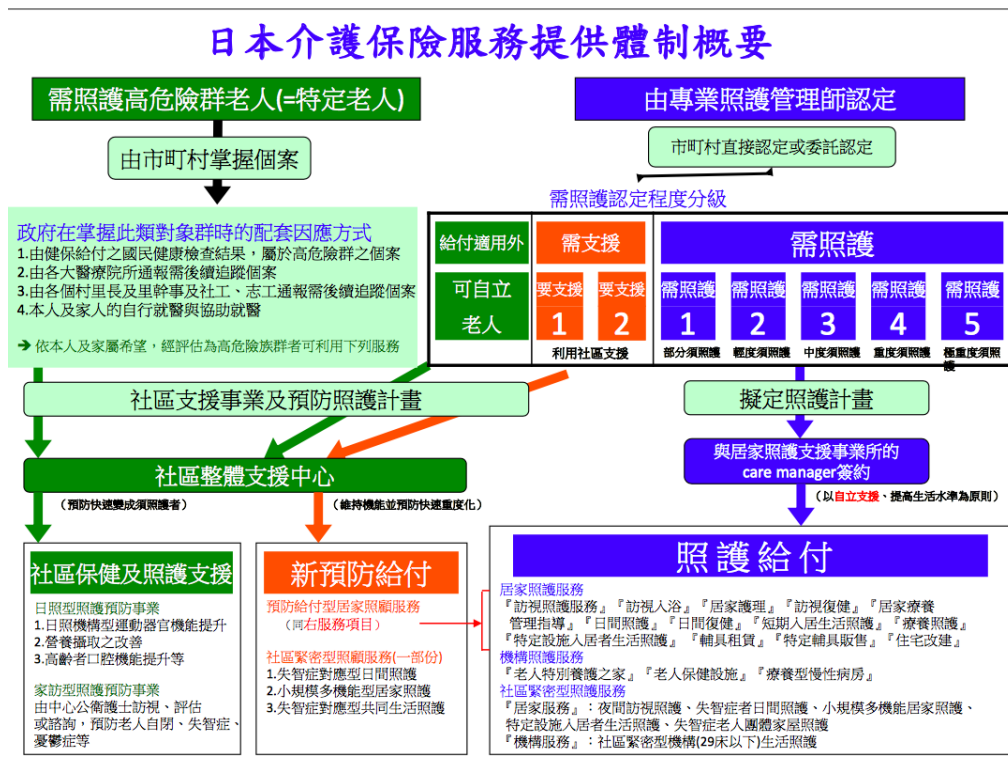 日本介護保險服務提供體制概要
需照護高危險群老人(=特定老人)
由市町村掌握個案
政府在掌握此類對象群時的配套因應方式
1.由健保給付之國民健康檢查結果，屬於高危險群之個案
2.由各大醫療院所通報需後續追蹤個案
3.由各個村里長及里幹事及社工、志工通報需後續追蹤個案
4.本人及家人的自行就醫與協助就醫
➔ 依本人及家屬希望，經評估為高危險族群者可利用下列服務
由專業照護管理師認定
市町村直接認定或委託認定
需照護認定程度分級
給付適用外
需支援
需照護
可自立
老人
要支援
1
要支援
2
需照護
1
需照護
2
需照護
3
需照護
4
需照護
5
利用社區支援
部分須照護
輕度須照護
中度須照護
重度須照護
極重度須照
護
社區支援事業及預防照護計畫
擬定照護計畫
社區整體支援中心
與居家照護支援事業所的
care manager簽約
（預防快速變成須照護者）
（維持機能並預防快速重度化）
（以自立支援、提高生活水準為原則）
社區保健及照護支援
日照型照護預防事業
1.日照機構型運動器官機能提升
2.營養攝取之改善
3.高齡者口腔機能提升等
家訪型照護預防事業
由中心公衛護士訪視、評估
或諮詢，預防老人自閉、失智症、
憂鬱症等
新預防給付
預防給付型居家照顧服務
（同右服務項目）
社區緊密型照顧服務(一部份)
1.失智症對應型日間照護
2.小規模多機能型居家照護
3.失智症對應型共同生活照護
照護給付
居家照護服務
『訪視照護服務』『訪視入浴』『居家護理』『訪視復健』『居家療養
管理指導』『日間照護』『日間復健』『短期入居生活照護』『療養照護』
『特定設施入居者生活照護』『輔具租賃』『特定輔具販售』『住宅改建』
機構照護服務
『老人特別養護之家』『老人保健設施』『療養型慢性病房』
社區緊密型照護服務
『居家服務』：夜間訪視照護、失智症者日間照護、小規模多機能居家照護、
特定設施入居者生活照護、失智症老人團體家屋照護
『機構服務』：社區緊密型機構(29床以下)生活照護